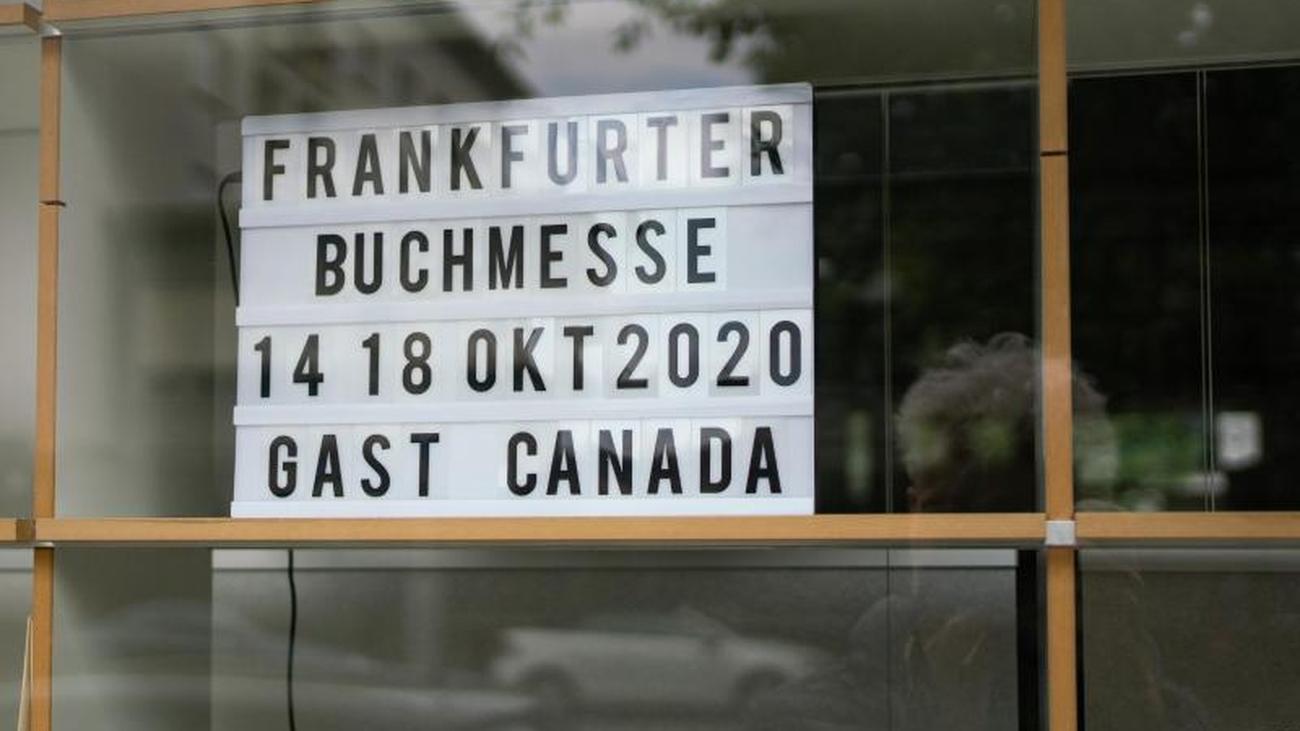 FRANKFURTER
BUCHMESSE
14 18 OKT 2020
GAST CANADA